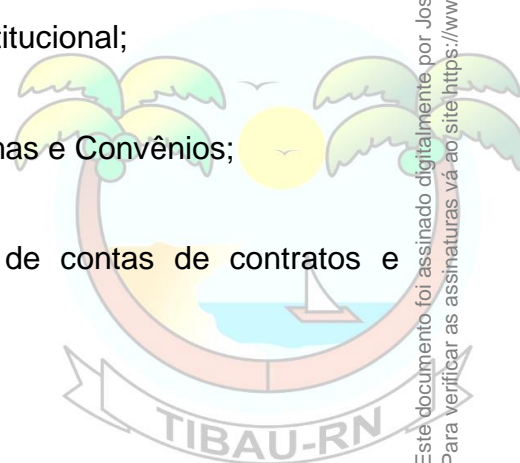 titucional;
nas e Convênios;
de contas de contratos e
TIBAU-RN
Este documento foi assinado digitalmente por Jos
Para verificar as assinaturas vá ao site https://www